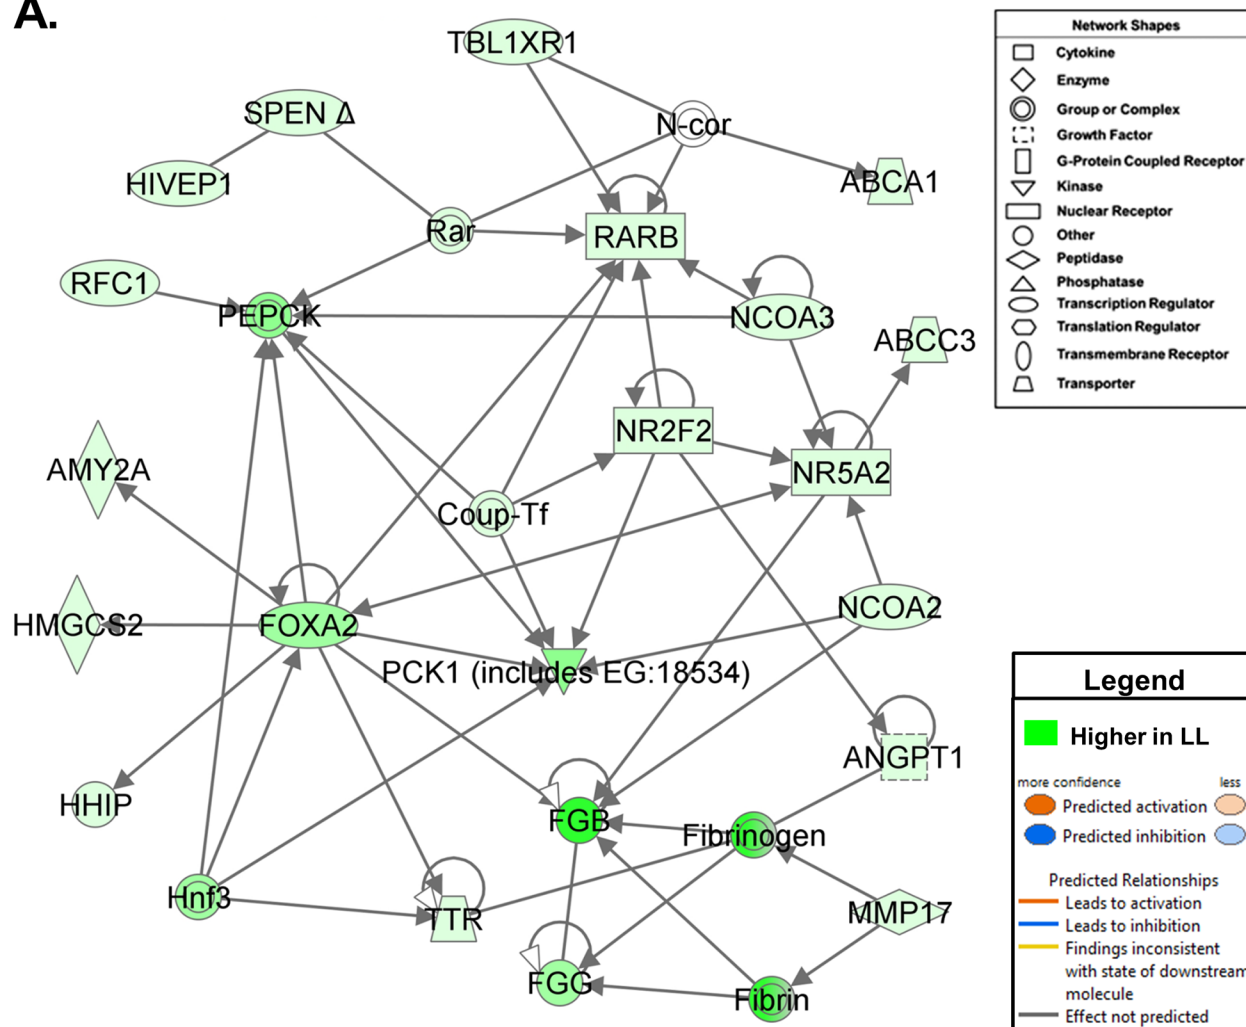 A.
TBL1XR1
SPEN Δ
N-cor
HIVEP1
ABCA1
Rar
RARB
RFC1
PEPCK
NCOA3
ABCC3
NR2F2
AMY2A
NR5A2
Coup-Tf
NCOA2
HMGCS2
FOXA2
PCK1 (includes EG:18534)
ANGPT1
HHIP
FGB
Fibrinogen
Hnf3
TTR
MMP17
FGG
Fibrin
Network Shapes
Cytokine
Enzyme
Group or Complex
Growth Factor
G-Protein Coupled Receptor
Kinase
Nuclear Receptor
Other
Peptidase
Phosphatase
Transcription Regulator
Translation Regulator
Transmembrane Receptor
Transporter
Legend
Higher in LL
more confidence less
Predicted activation
Predicted inhibition
Predicted Relationships
Leads to activation
Leads to inhibition
Findings inconsistent
with state of downstream
molecule
Effect not predicted